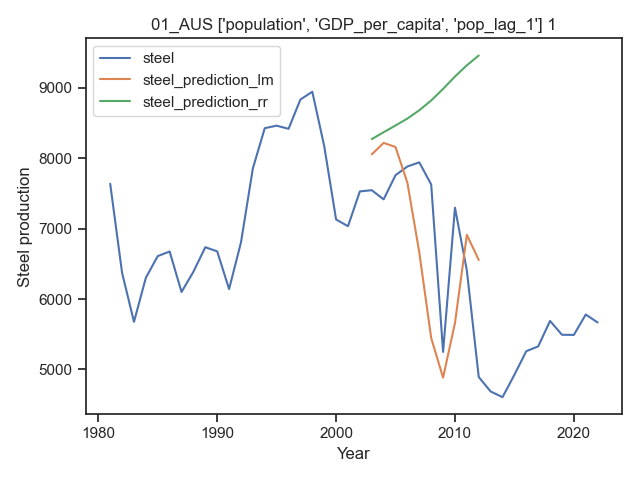 01_AUS ['population', 'GDP_per_capita', 'pop_lag_1'] 1
steel
steel_prediction_lm
steel_prediction_rr
9000
8000
7000
6000
5000
Steel production
1980
1990
2000
2010
2020
Year